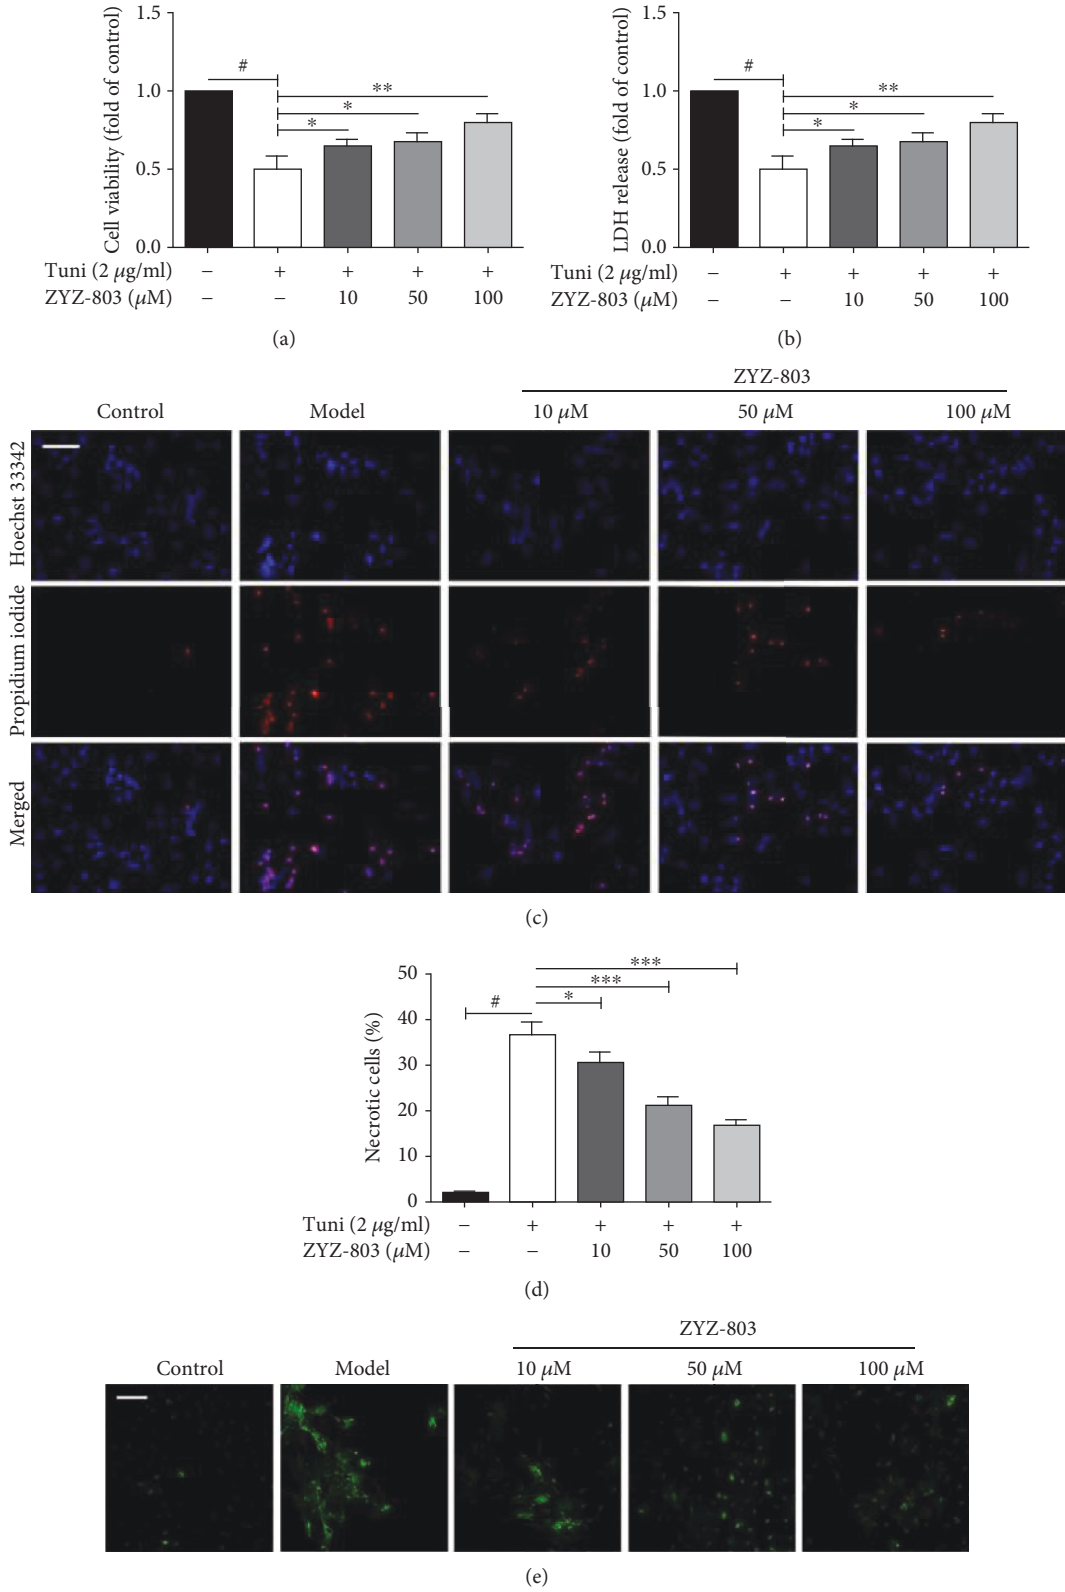 1.5
1.0
0.5
0.0
Cell viability (fold of control)
#
**
*
*
Tuni (2 μg/ml) − + + + +
ZYZ-803 (μM) − − 10 50 100
(a)
1.5
1.0
0.5
0.0
LDH release (fold of control)
#
**
*
*
Tuni (2 μg/ml) − + + + +
ZYZ-803 (μM) − − 10 50 100
(b)
ZYZ-803
Control Model 10 μM 50 μM 100 μM
Hoechst 33342
Propidium iodide
Merged
(c)
50
40
30
20
10
0
Necrotic cells (%)
***
***
*
#
Tuni (2 μg/ml) − + + + +
ZYZ-803 (μM) − − 10 50 100
(d)
ZYZ-803
Control Model 10 μM 50 μM 100 μM
(e)